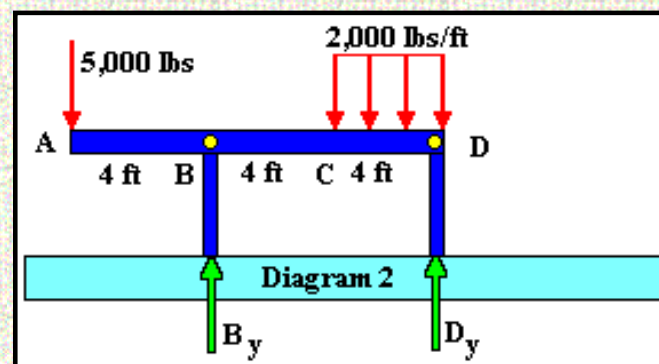 2,000 lbs/ft
5,000 lbs
A
D
4 ft B 4 ft C 4 ft
Diagram 2
By
Dy